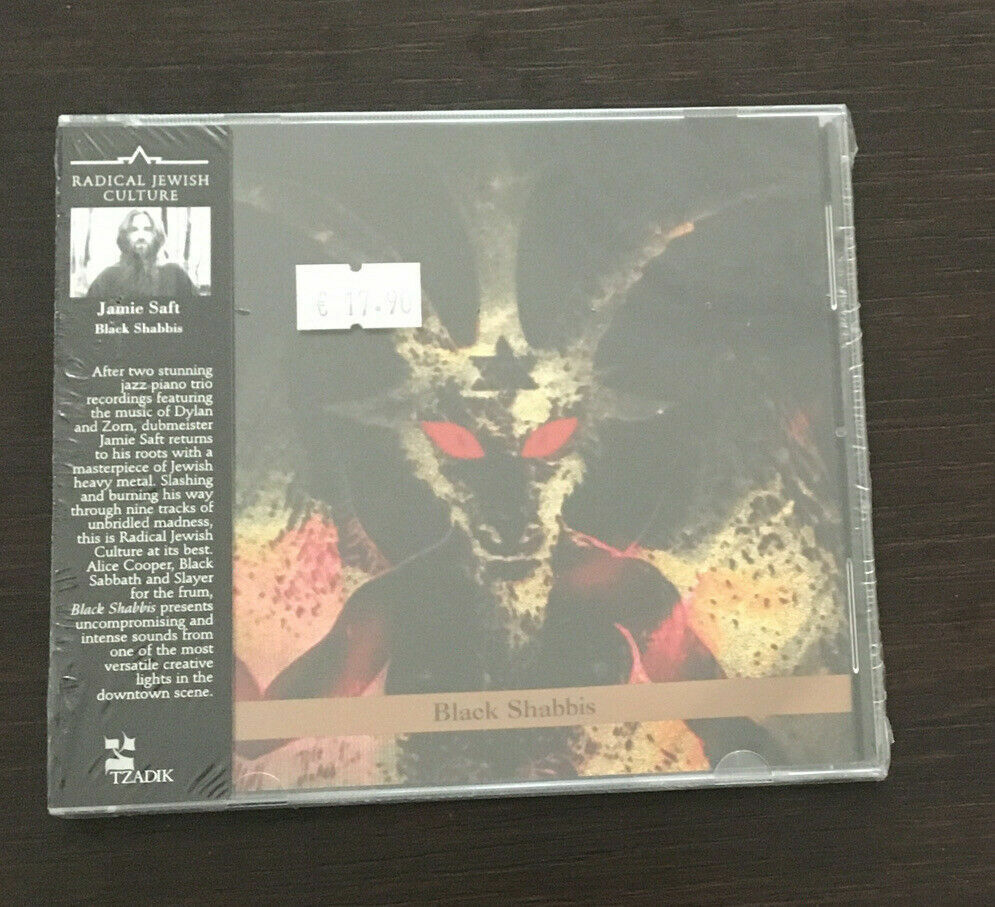 RADICAL JEWISH
CULTURE
Jamie Saft
Black Shabbis
After two stunning
jazz-piano trio
recordings featuring
the music of Dylan
and Zorn, dubmeister
Jamie Saft returns
to his roots with a
masterpiece of Jewish
heavy metal. Slashing
and burning his way
through nine tracks of
unbridled madness,
this is Radical Jewish
Culture at its best.
Alice Cooper, Black
Sabbath and Slayer
for the frum,
Black Shabbis presents
uncompromising and
intense sounds from
one of the most
versatile creative
lights in the
downtown scene.
צ
TZADIK
€ 17.90
Black Shabbis